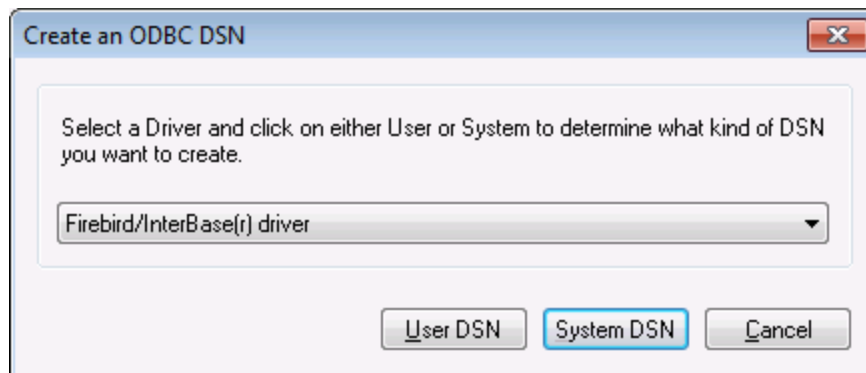 Create an ODBC DSN
Select a Driver and click on either User or System to determine what kind of DSN
you want to create.
Firebird/InterBase(r) driver
User DSN
System DSN
Cancel